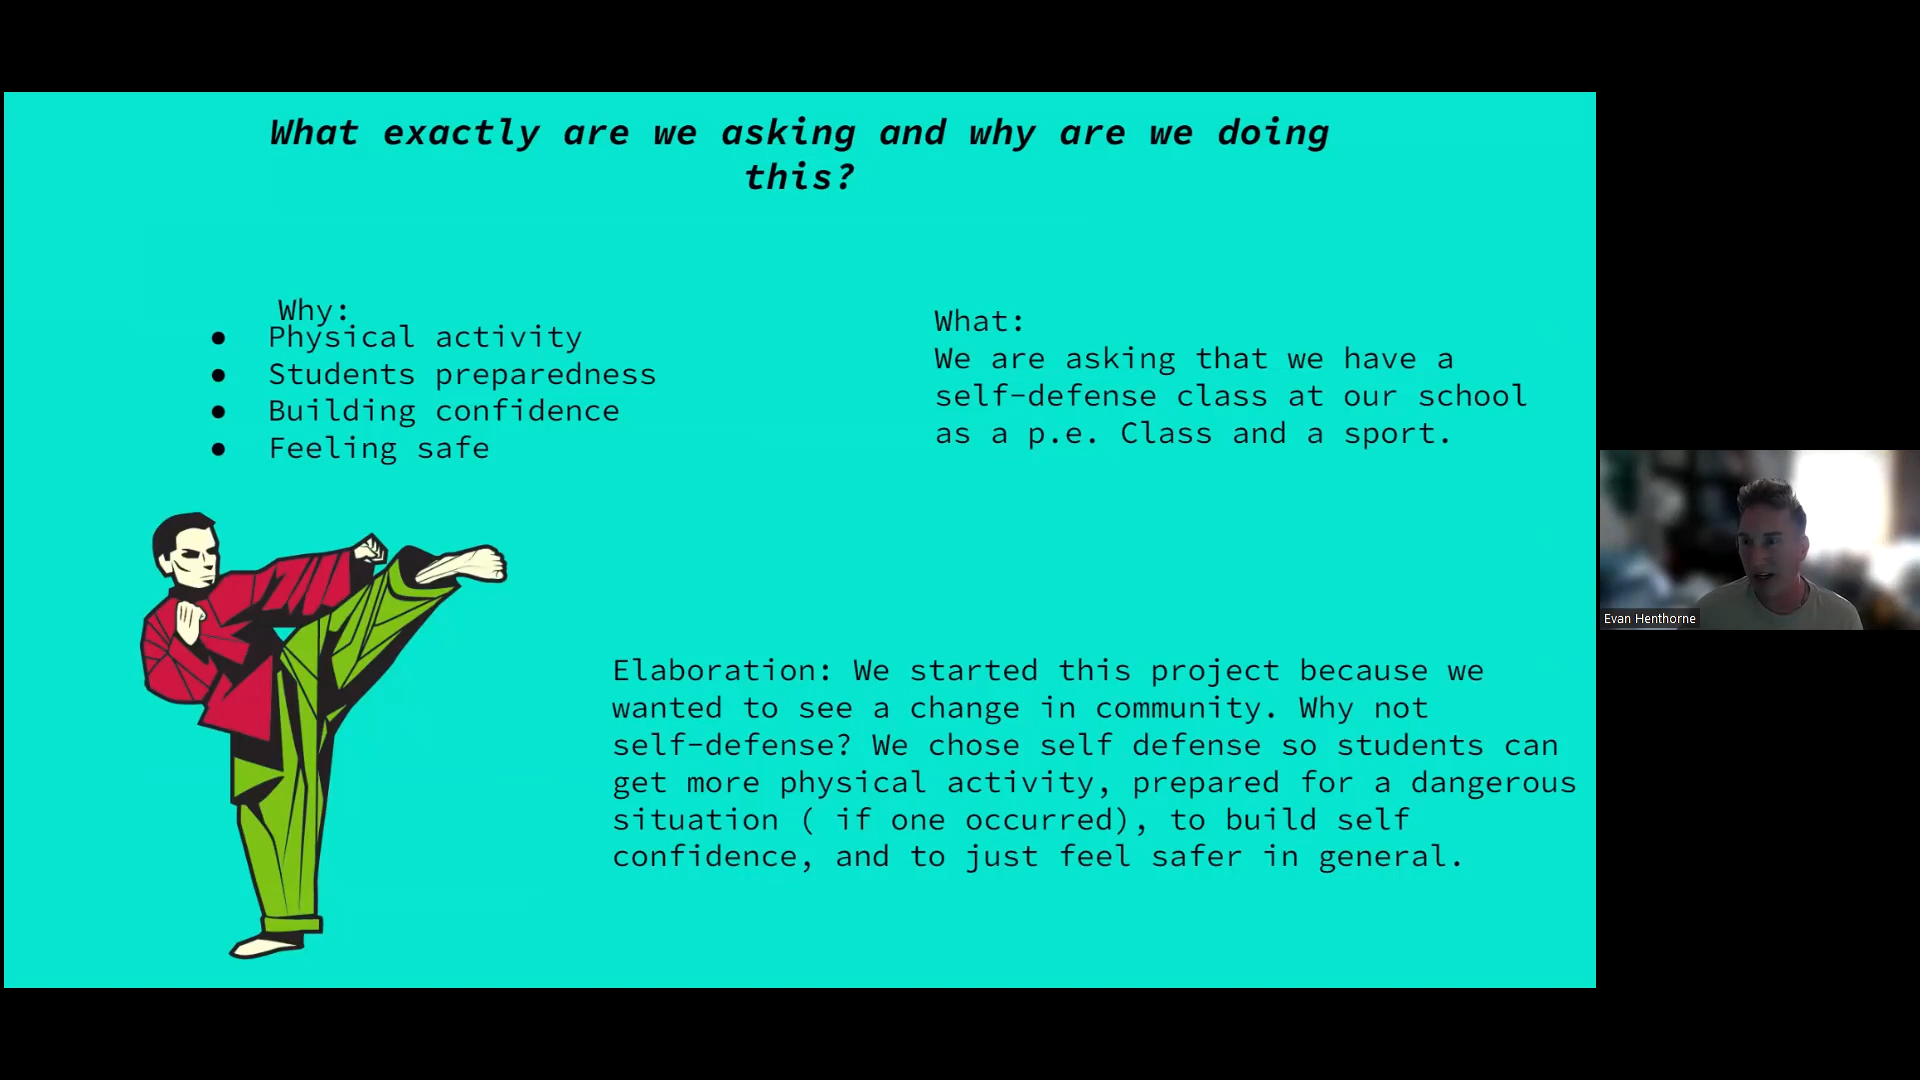 What exactly are we asking and why are we doing
this?
Why:
● Physical activity
● Students preparedness
● Building confidence
● Feeling safe
What:
We are asking that we have a
self-defense class at our school
as a p.e. Class and a sport.
Elaboration: We started this project because we
wanted to see a change in community. Why not
self-defense? We chose self defense so students can
get more physical activity, prepared for a dangerous
situation ( if one occurred), to build self
confidence, and to just feel safer in general.
Evan Henthorne